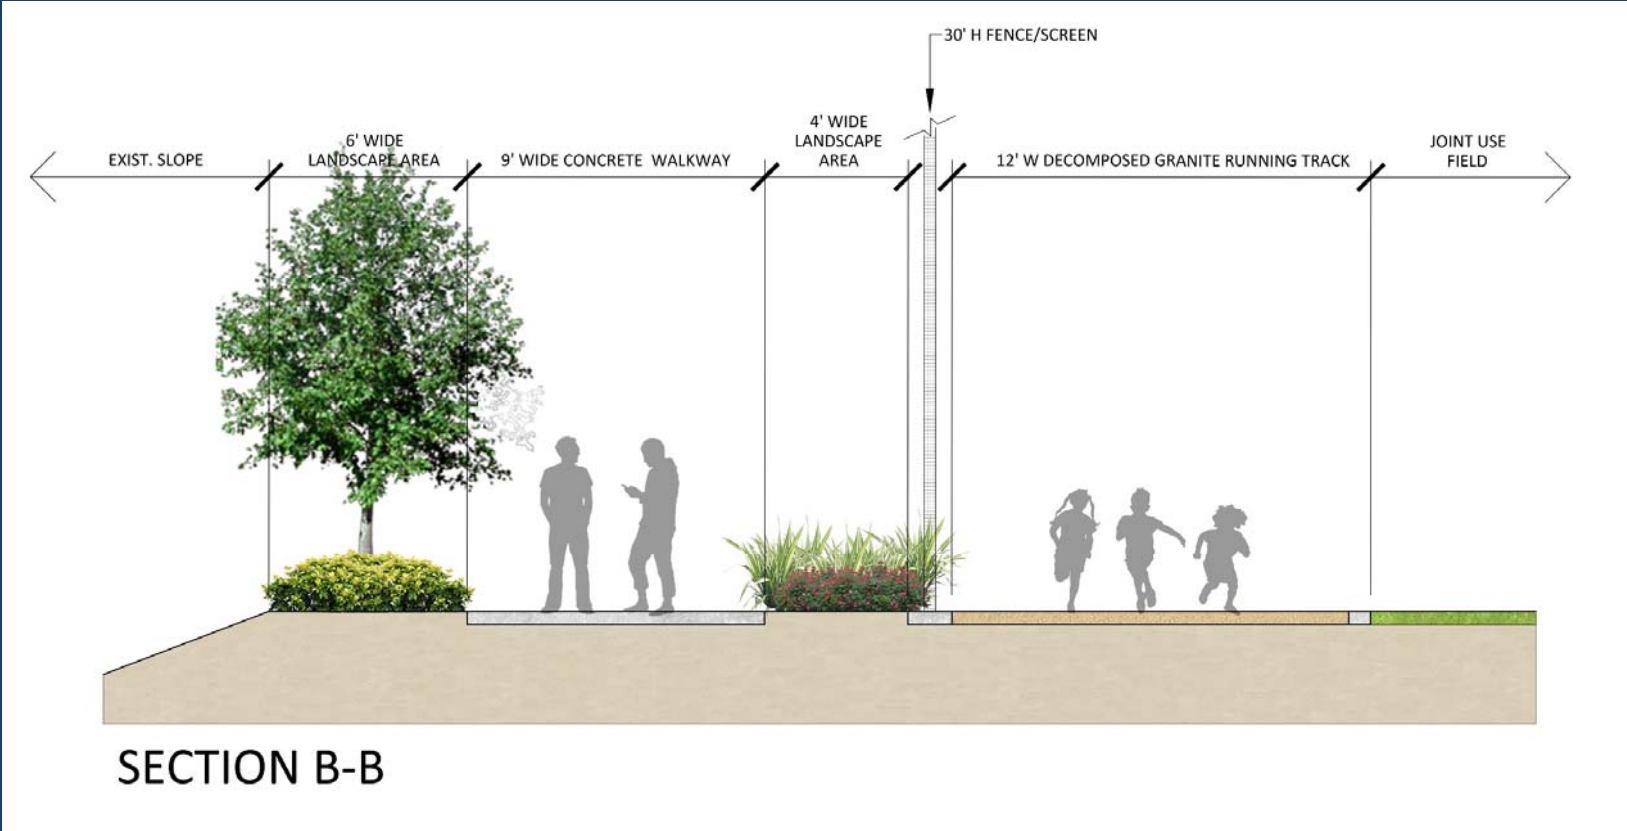 30' H FENCE/SCREEN
EXIST. SLOPE
6' WIDE
LANDSCAPE AREA
9' WIDE CONCRETE WALKWAY
4' WIDE
LANDSCAPE
AREA
12' W DECOMPOSED GRANITE RUNNING TRACK
JOINT USE
FIELD
SECTION B-B